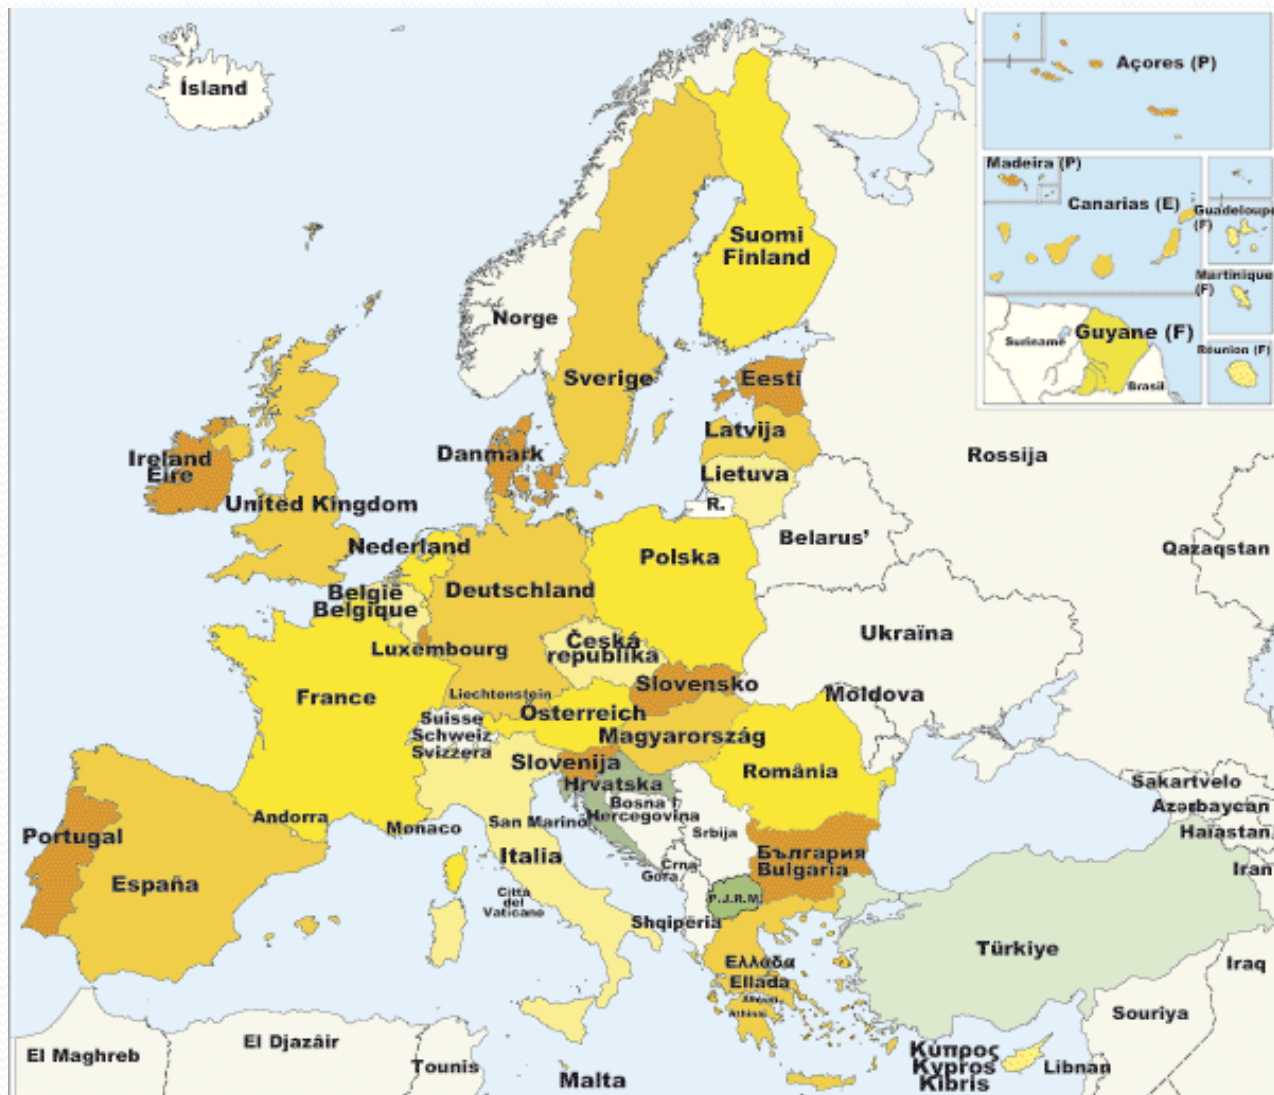 Ísland
Açores (P)
Madeira (P)
Canarias (E)
Guadeloupe
(F)
Martinique
(F)
Suriname
Guyane (F)
Brasil
Réunion (F)
Suomi
Finland
Norge
Sverige
Eesti
Latvija
Lietuva
R.
Rossija
Danmark
Ireland
Eire
United Kingdom
Nederland
België
Belgique
Deutschland
Polska
Belarus’
Qazaqstan
Ukraïna
Luxembourg
Česká
republika
Slovensko
Liechtenstein
Österreich
France
Suisse
Schweiz
Svizzera
Magyarország
Moldova
România
Slovenija
Hrvatska
Bosna i
Hercegovina
Srbija
Sakartvelo
Azərbaycan
Haïastan
Iran
Andorra
Monaco
San Marino
Italia
Crna
Gora
България
Bulgaria
Portugal
España
Città
del
Vaticano
P.J.R.M.
Shqipëria
Türkiye
Iraq
Ελλάδα
Ellada
Athinai
Souriya
El Maghreb
El Djazâir
Tounis
Malta
Κύπρος
Kypros
Kibris
Libnan